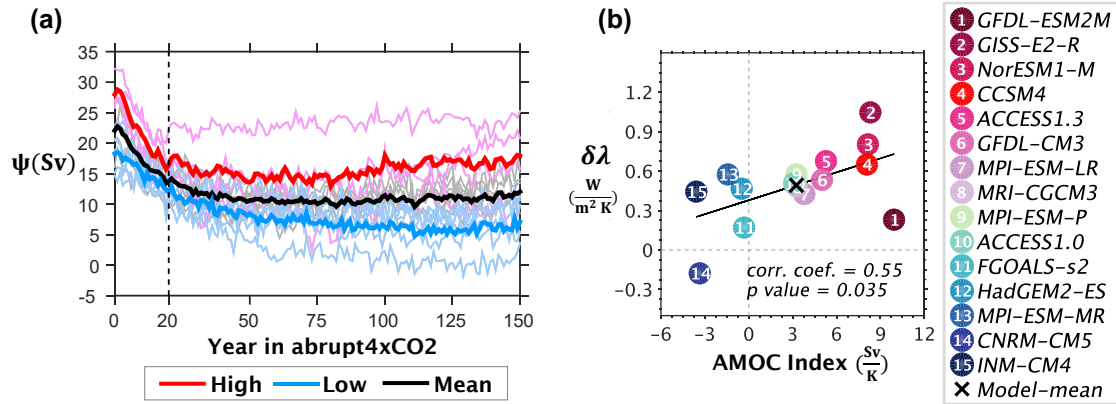 (a)
35
30
25
20
15
10
5
0
-5
ψ(Sv)
0 20 50 100 150
Year in abrupt4xCO2
High Low Mean
(b)
1.2
0.9
0.6
0.3
0
-0.3
δλ
(W/m² K)
1 2 3 4 5 6 7 9 11 12 13 14 15
corr. coef. = 0.55
p value = 0.035
-6 -3 0 3 6 9 12
AMOC Index (Sv/K)
1 GFDL-ESM2M
2 GISS-E2-R
3 NorESM1-M
4 CCSM4
5 ACCESS1.3
6 GFDL-CM3
7 MPI-ESM-LR
8 MRI-CGCM3
9 MPI-ESM-P
10 ACCESS1.0
11 FGOALS-s2
12 HadGEM2-ES
13 MPI-ESM-MR
14 CNRM-CM5
15 INM-CM4
× Model-mean